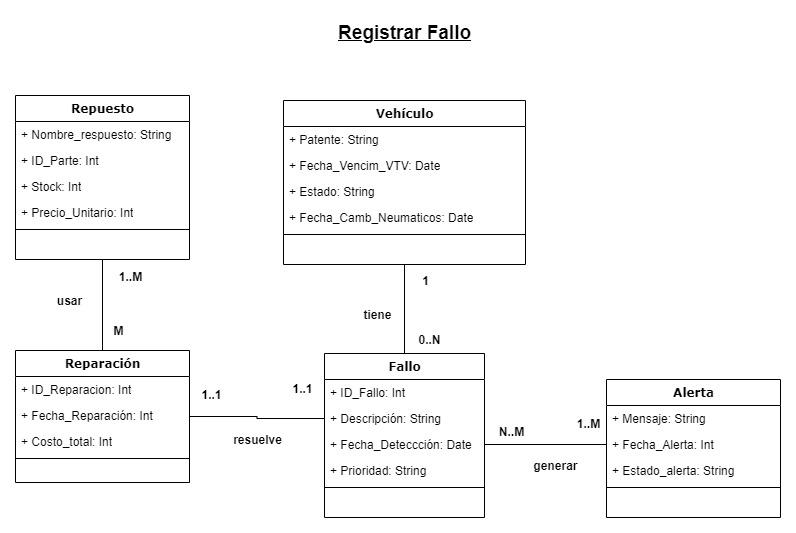 Registrar Fallo
Repuesto
+ Nombre_respuesto: String
+ ID_Parte: Int
+ Stock: Int
+ Precio_Unitario: Int
Vehículo
+ Patente: String
+ Fecha_Vencim_VTV: Date
+ Estado: String
+ Fecha_Camb_Neumaticos: Date
1..M
usar
M
1
tiene
0..N
Reparación
+ ID_Reparacion: Int
+ Fecha_Reparación: Int
+ Costo_total: Int
1..1
1..1
resuelve
Fallo
+ ID_Fallo: Int
+ Descripción: String
+ Fecha_Deteccción: Date
+ Prioridad: String
N..M
1..M
generar
Alerta
+ Mensaje: String
+ Fecha_Alerta: Int
+ Estado_alerta: String